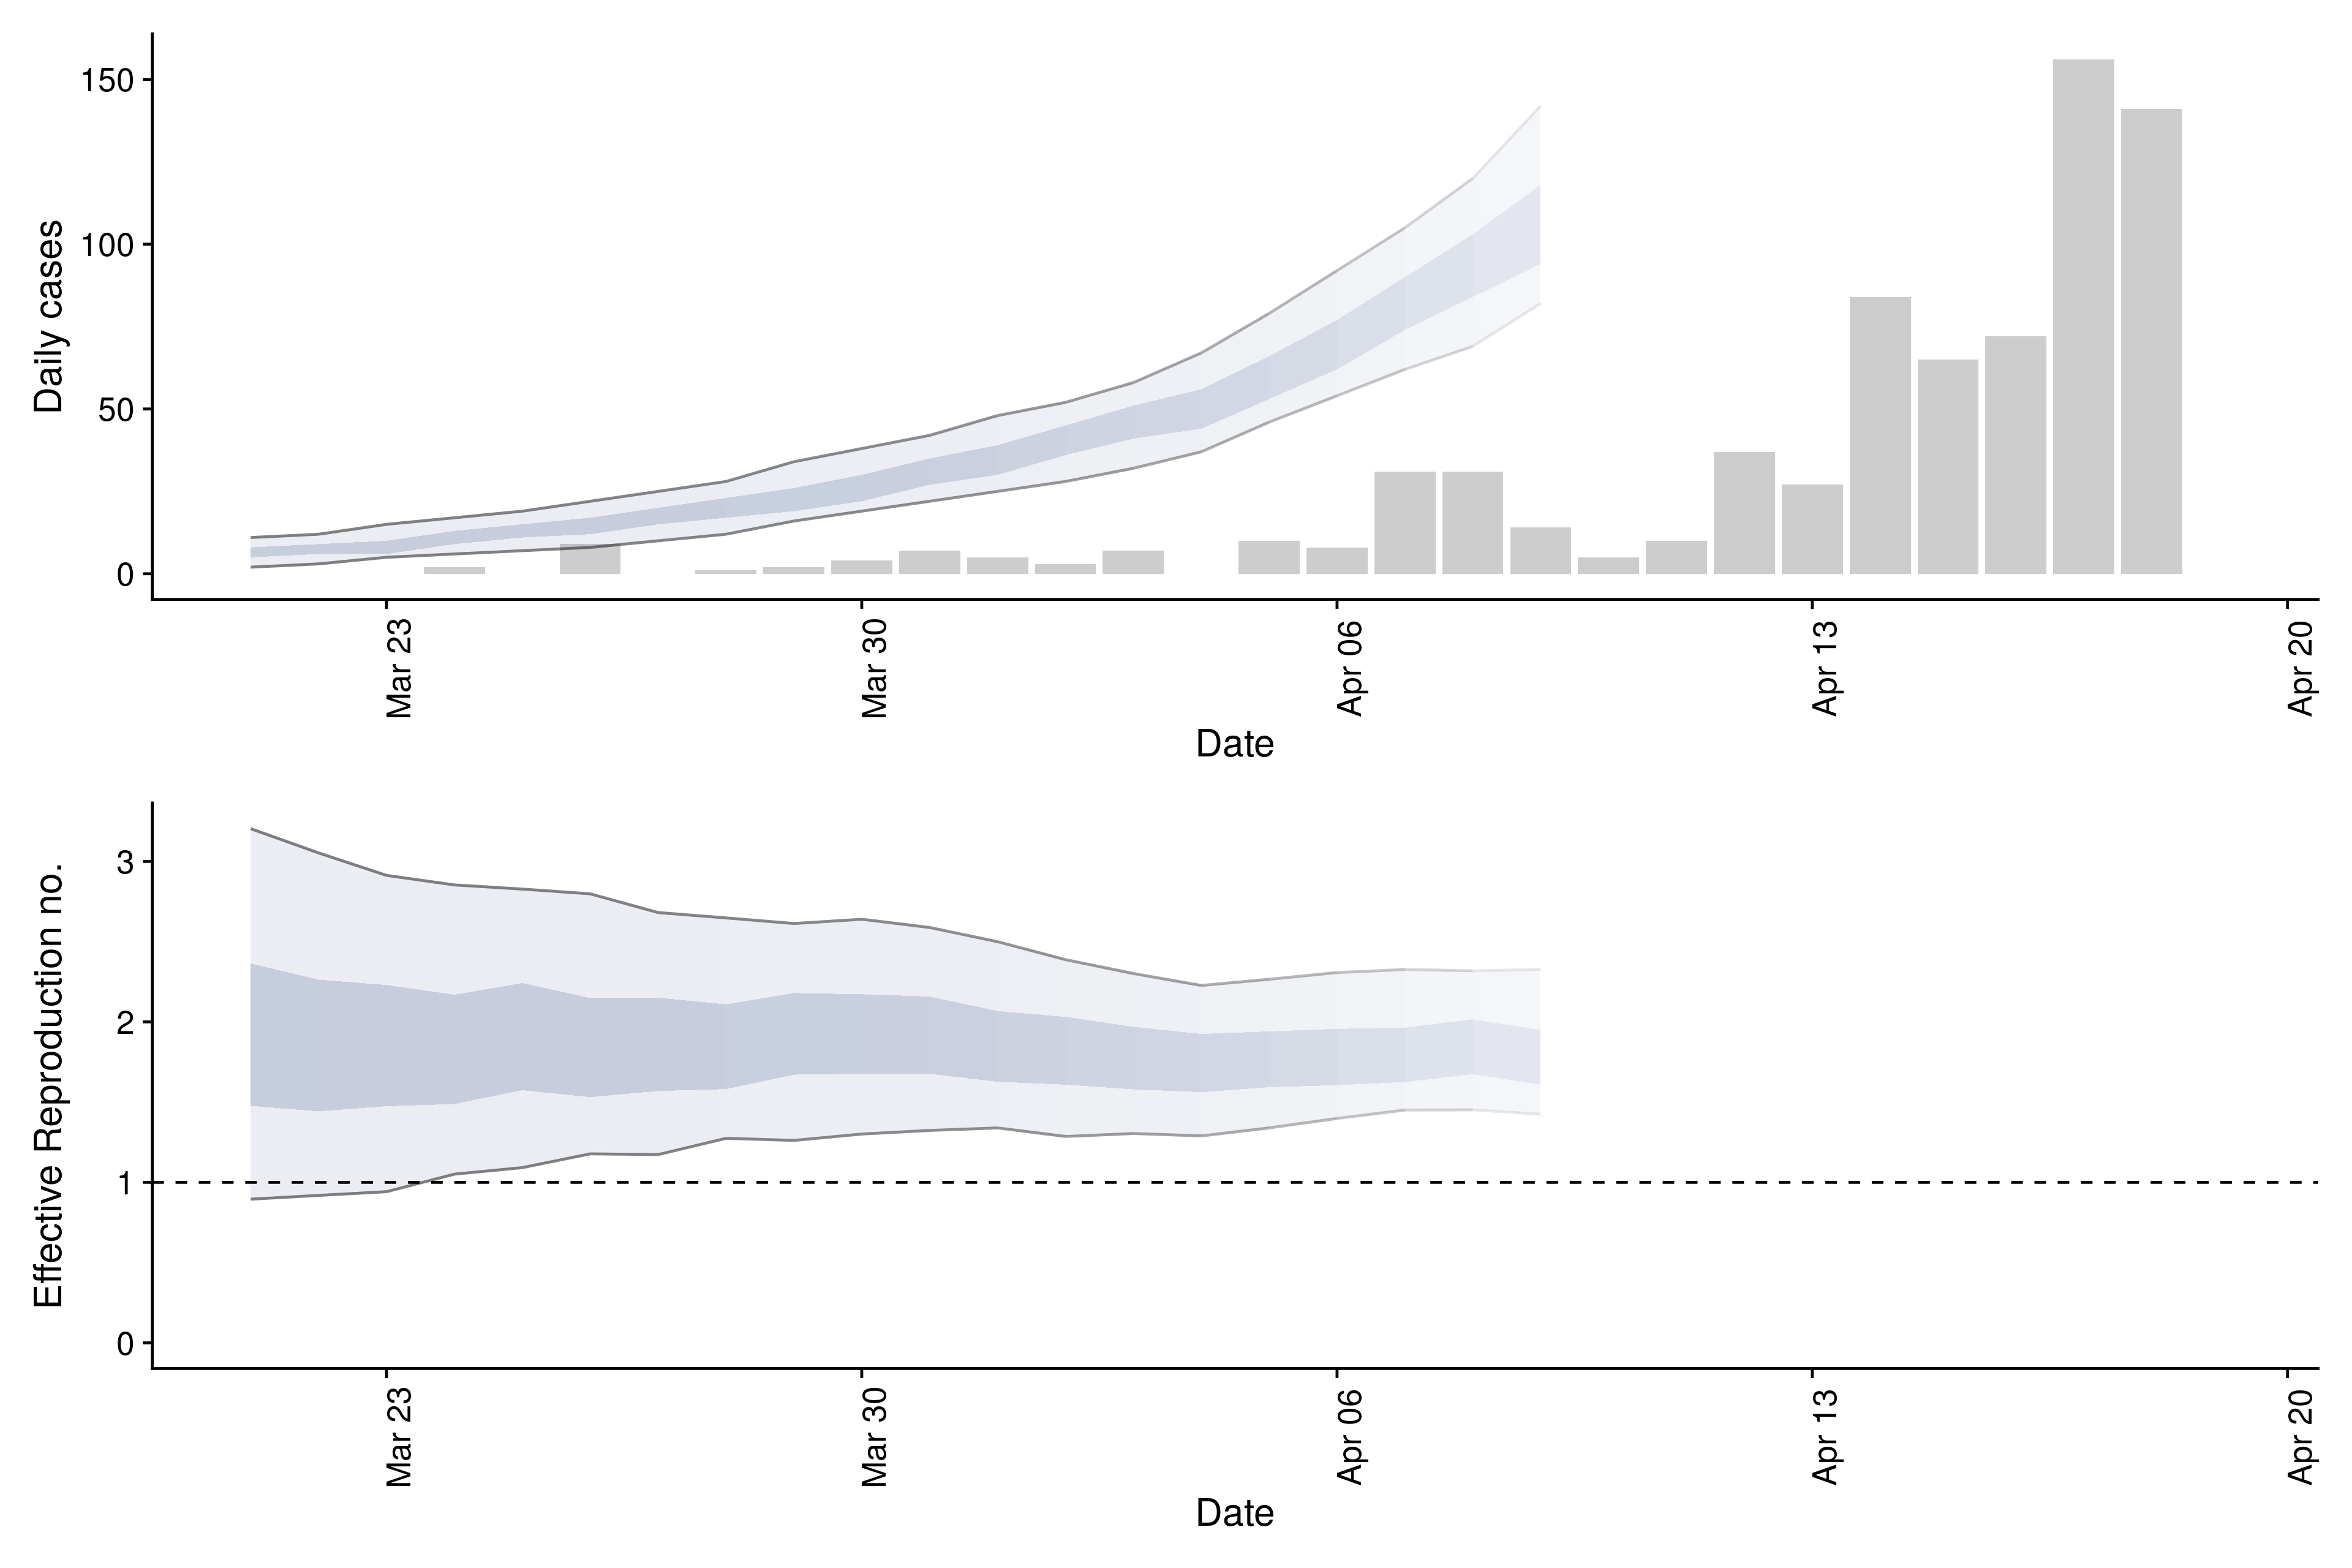 Daily cases
150
100
50
0
Mar 23
Mar 30
Apr 06
Apr 13
Apr 20
Date
Effective Reproduction no.
3
2
1
0
Mar 23
Mar 30
Apr 06
Apr 13
Apr 20
Date